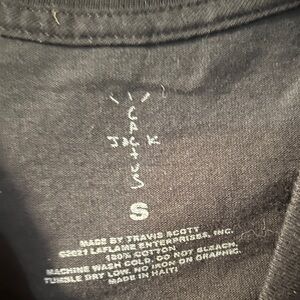 CACTUS
JACK
S
MADE BY TRAVIS SCOTT
©2021 LAFLAME ENTERPRISES, INC.
100% COTTON
MACHINE WASH COLD. DO NOT BLEACH.
TUMBLE DRY LOW. NO IRON ON GRAPHIC.
MADE IN HAITI